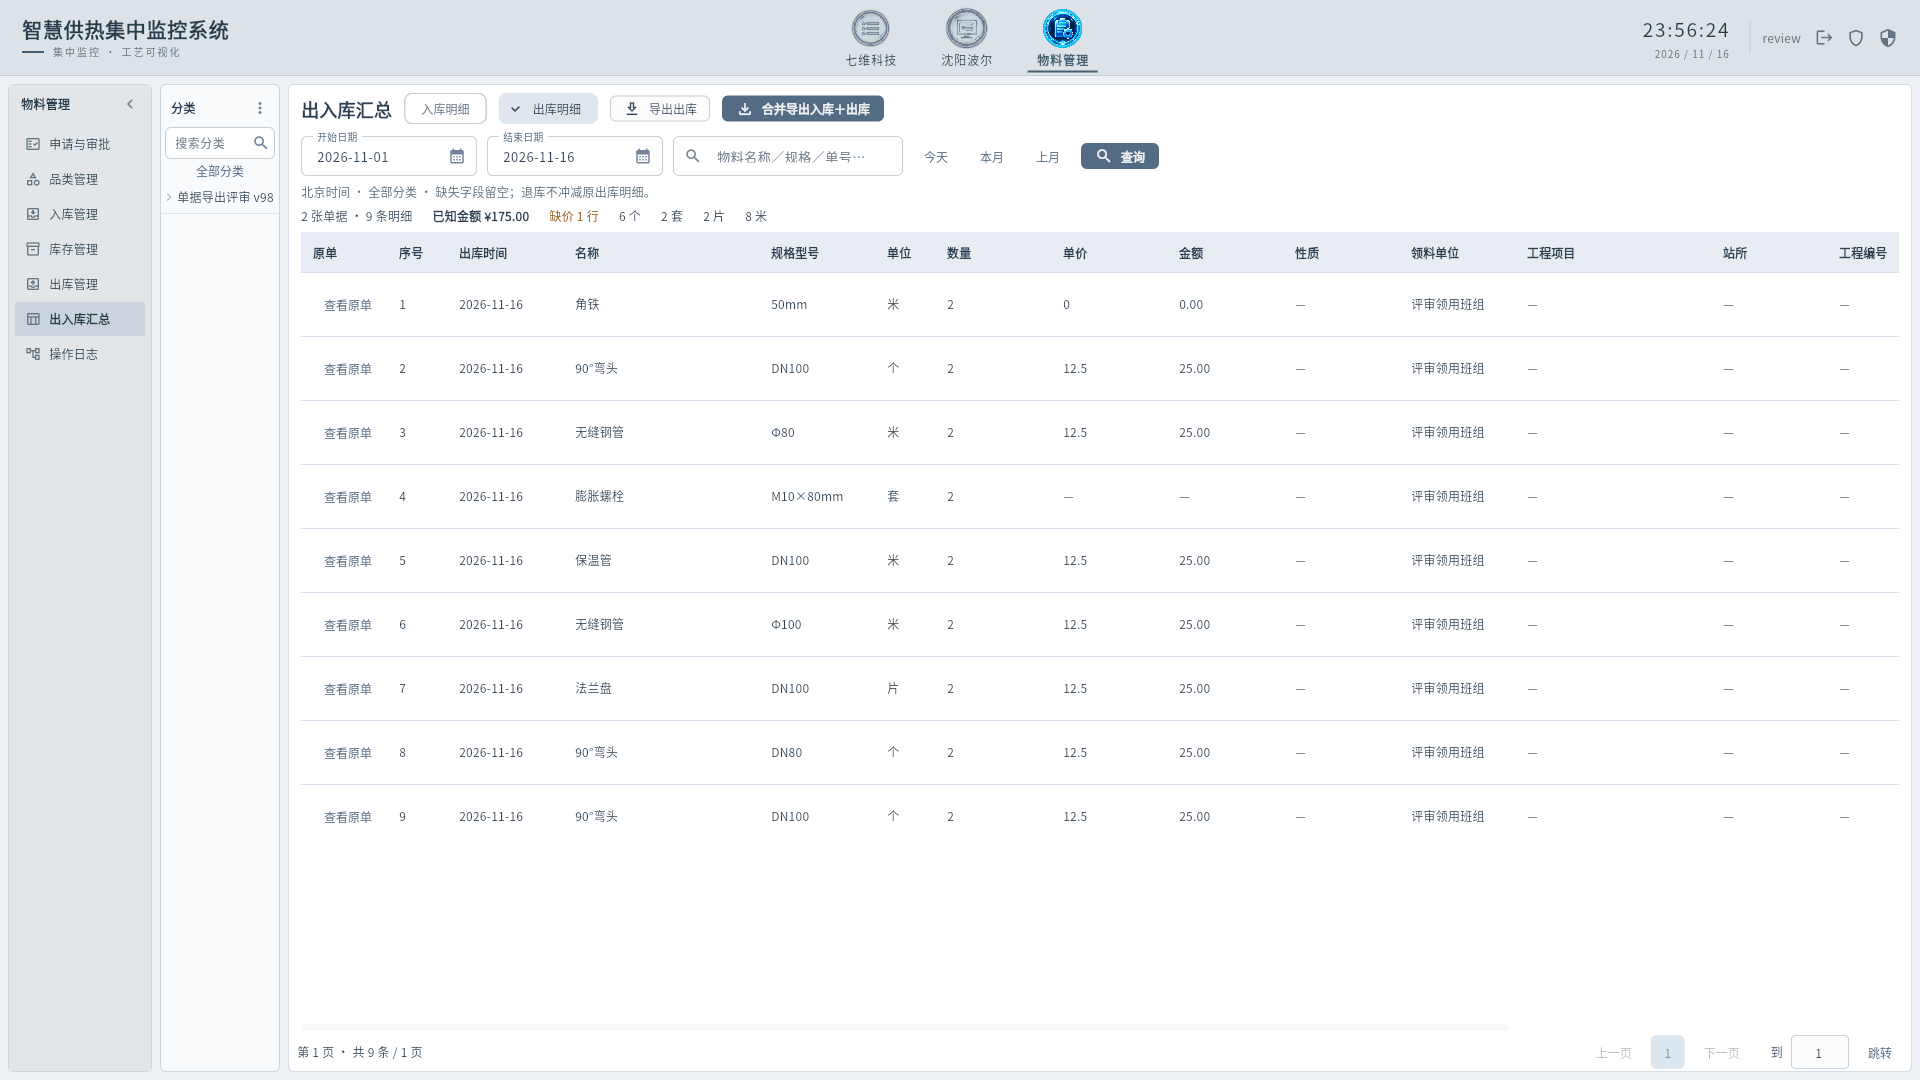 智慧供热集中监控系统
集中监控 · 工艺可视化
七维科技
沈阳波尔
物料管理
23:56:24
2026 / 11 / 16
review
物料管理
申请与审批
品类管理
入库管理
库存管理
出库管理
出入库汇总
操作日志
分类
搜索分类
全部分类
单据导出评审 v98
出入库汇总 入库明细 出库明细 导出出库 合并导出入库+出库
开始日期 结束日期
2026-11-01 2026-11-16 物料名称／规格／单号… 今天 本月 上月 查询
北京时间 · 全部分类 · 缺失字段留空；退库不冲减原出库明细。
2 张单据 · 9 条明细 已知金额 ¥175.00 缺价 1 行 6 个 2 套 2 片 8 米
原单 序号 出库时间 名称 规格型号 单位 数量 单价 金额 性质 领料单位 工程项目 站所 工程编号
查看原单 1 2026-11-16 角铁 50mm 米 2 0 0.00 — 评审领用班组 — — —
查看原单 2 2026-11-16 90°弯头 DN100 个 2 12.5 25.00 — 评审领用班组 — — —
查看原单 3 2026-11-16 无缝钢管 Φ80 米 2 12.5 25.00 — 评审领用班组 — — —
查看原单 4 2026-11-16 膨胀螺栓 M10×80mm 套 2 — — — 评审领用班组 — — —
查看原单 5 2026-11-16 保温管 DN100 米 2 12.5 25.00 — 评审领用班组 — — —
查看原单 6 2026-11-16 无缝钢管 Φ100 米 2 12.5 25.00 — 评审领用班组 — — —
查看原单 7 2026-11-16 法兰盘 DN100 片 2 12.5 25.00 — 评审领用班组 — — —
查看原单 8 2026-11-16 90°弯头 DN80 个 2 12.5 25.00 — 评审领用班组 — — —
查看原单 9 2026-11-16 90°弯头 DN100 个 2 12.5 25.00 — 评审领用班组 — — —
第 1 页 · 共 9 条 / 1 页
上一页 1 下一页 到 1 跳转